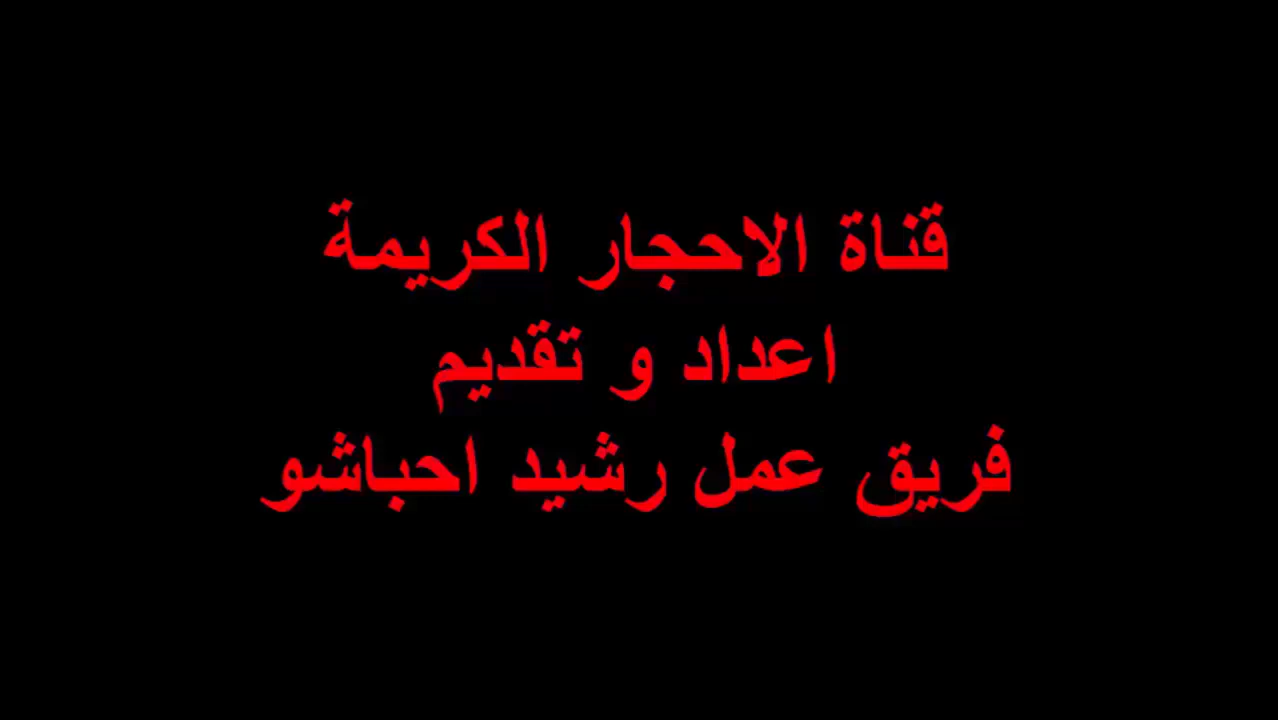 قناة الاحجار الكريمة
اعداد و تقديم
فريق عمل رشيد احباشو